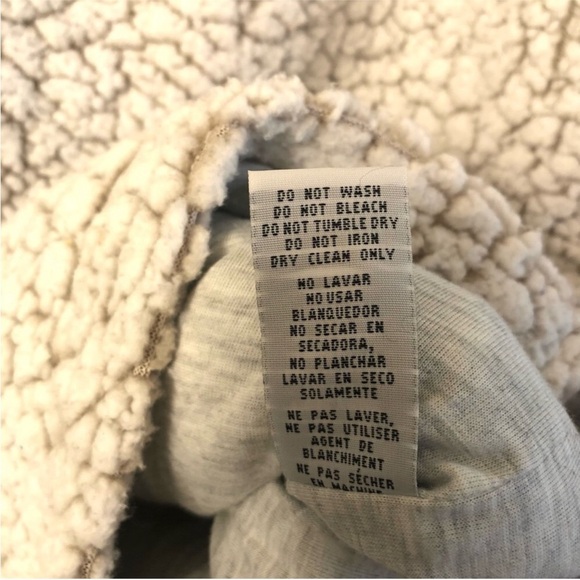 DO NOT WASH
DO NOT BLEACH
DO NOT TUMBLE DRY
DO NOT IRON
DRY CLEAN ONLY
NO LAVAR
NO USAR
BLANQUEDOR
NO SECAR EN
SECADORA,
NO PLANCHAR
LAVAR EN SECO
SOLAMENTE
NE PAS LAVER,
NE PAS UTILISER
AGENT DE
BLANCHIMENT
NE PAS SÉCHER
EN MACHINE